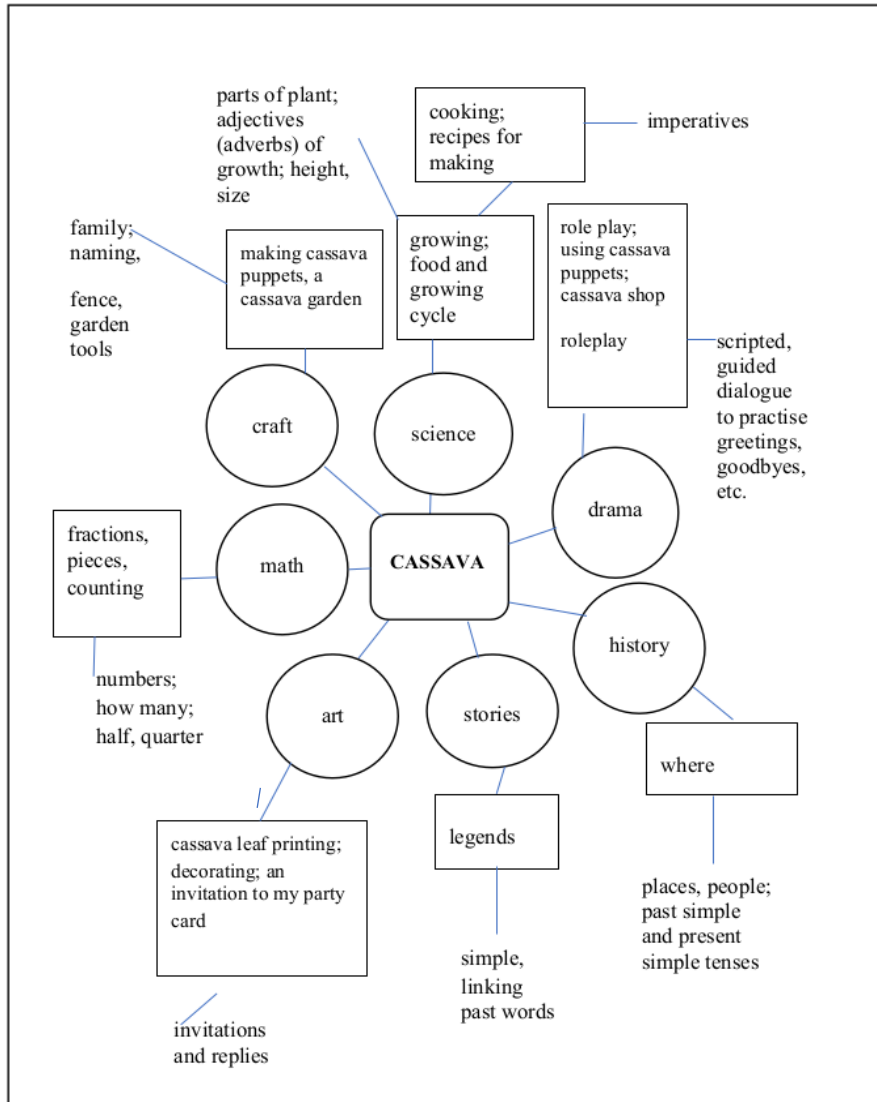 parts of plant;
adjectives
(adverbs) of
growth; height,
size
cooking;
recipes for
making
imperatives
family;
naming,
fence,
garden
tools
making cassava
puppets, a
cassava garden
growing;
food and
growing
cycle
role play;
using cassava
puppets;
cassava shop
roleplay
scripted,
guided
dialogue
to practise
greetings,
goodbyes,
etc.
craft
science
drama
fractions,
pieces,
counting
math
CASSAVA
history
numbers;
how many;
half, quarter
art
stories
where
cassava leaf printing;
decorating; an
invitation to my party
card
legends
places, people;
past simple
and present
simple tenses
simple,
linking
past words
invitations
and replies